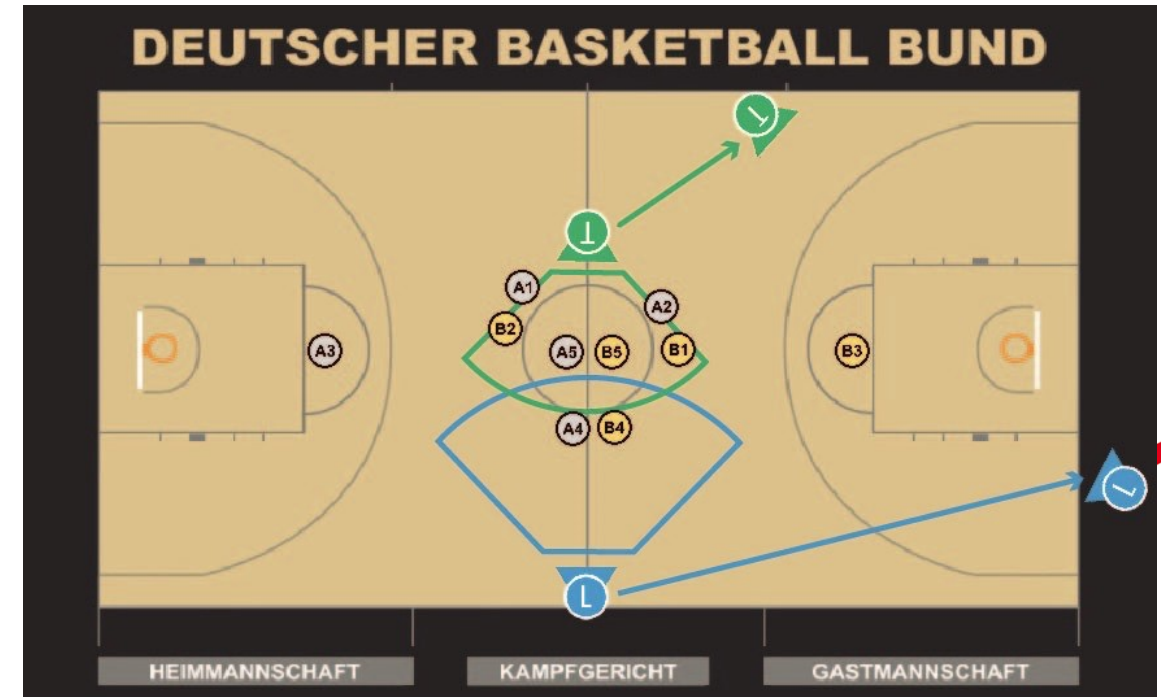 DEUTSCHER BASKETBALL BUND
T
T
A1
A2
B2
A3
A5
B5
B1
B3
A4
B4
L
L
HEIMMANNSCHAFT
KAMPFGERICHT
GASTMANNSCHAFT